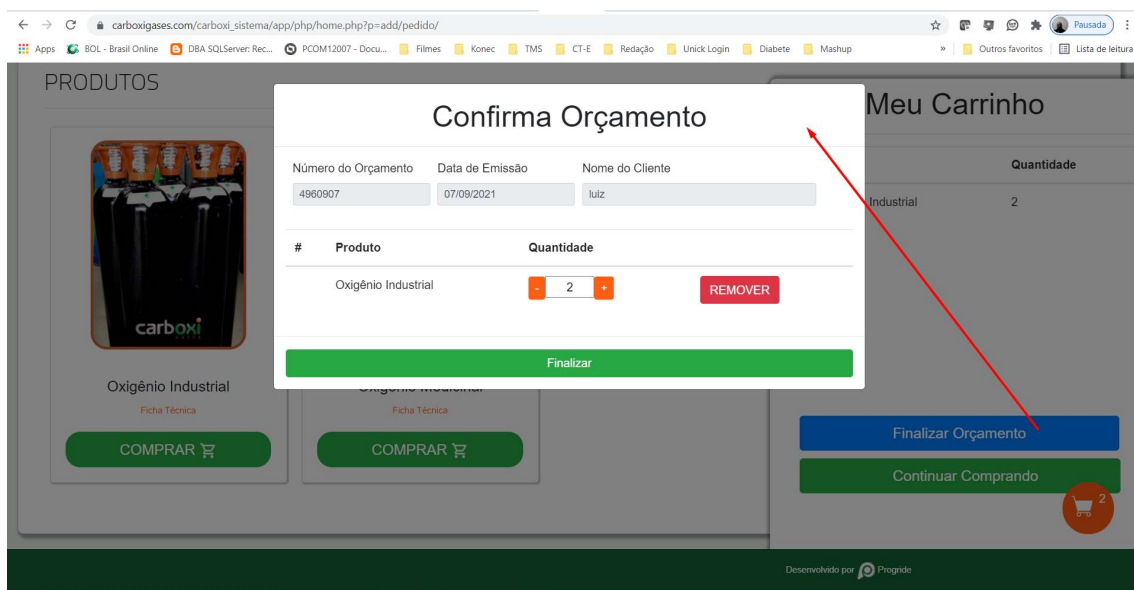 carboxigases.com/carboxi_sistema/app/php/home.php?p=add/pedido/
Pausada
Apps BOL - Brasil Online DBA SQLServer: Rec... PCOM12007 - Docu... Filmes Konec TMS CT-E Redação Unick Login Diabete Mashup » Outros favoritos Lista de leitura
PRODUTOS
carboxi
Oxigênio Industrial
Ficha Técnica
COMPRAR
Oxigênio Medicinal
Ficha Técnica
COMPRAR
Confirma Orçamento
Número do Orçamento Data de Emissão Nome do Cliente
4960907 07/09/2021 luiz
# Produto Quantidade
Oxigênio Industrial - 2 + REMOVER
Finalizar
Meu Carrinho
Quantidade
Industrial 2
Finalizar Orçamento
Continuar Comprando
2
Desenvolvido por Progride